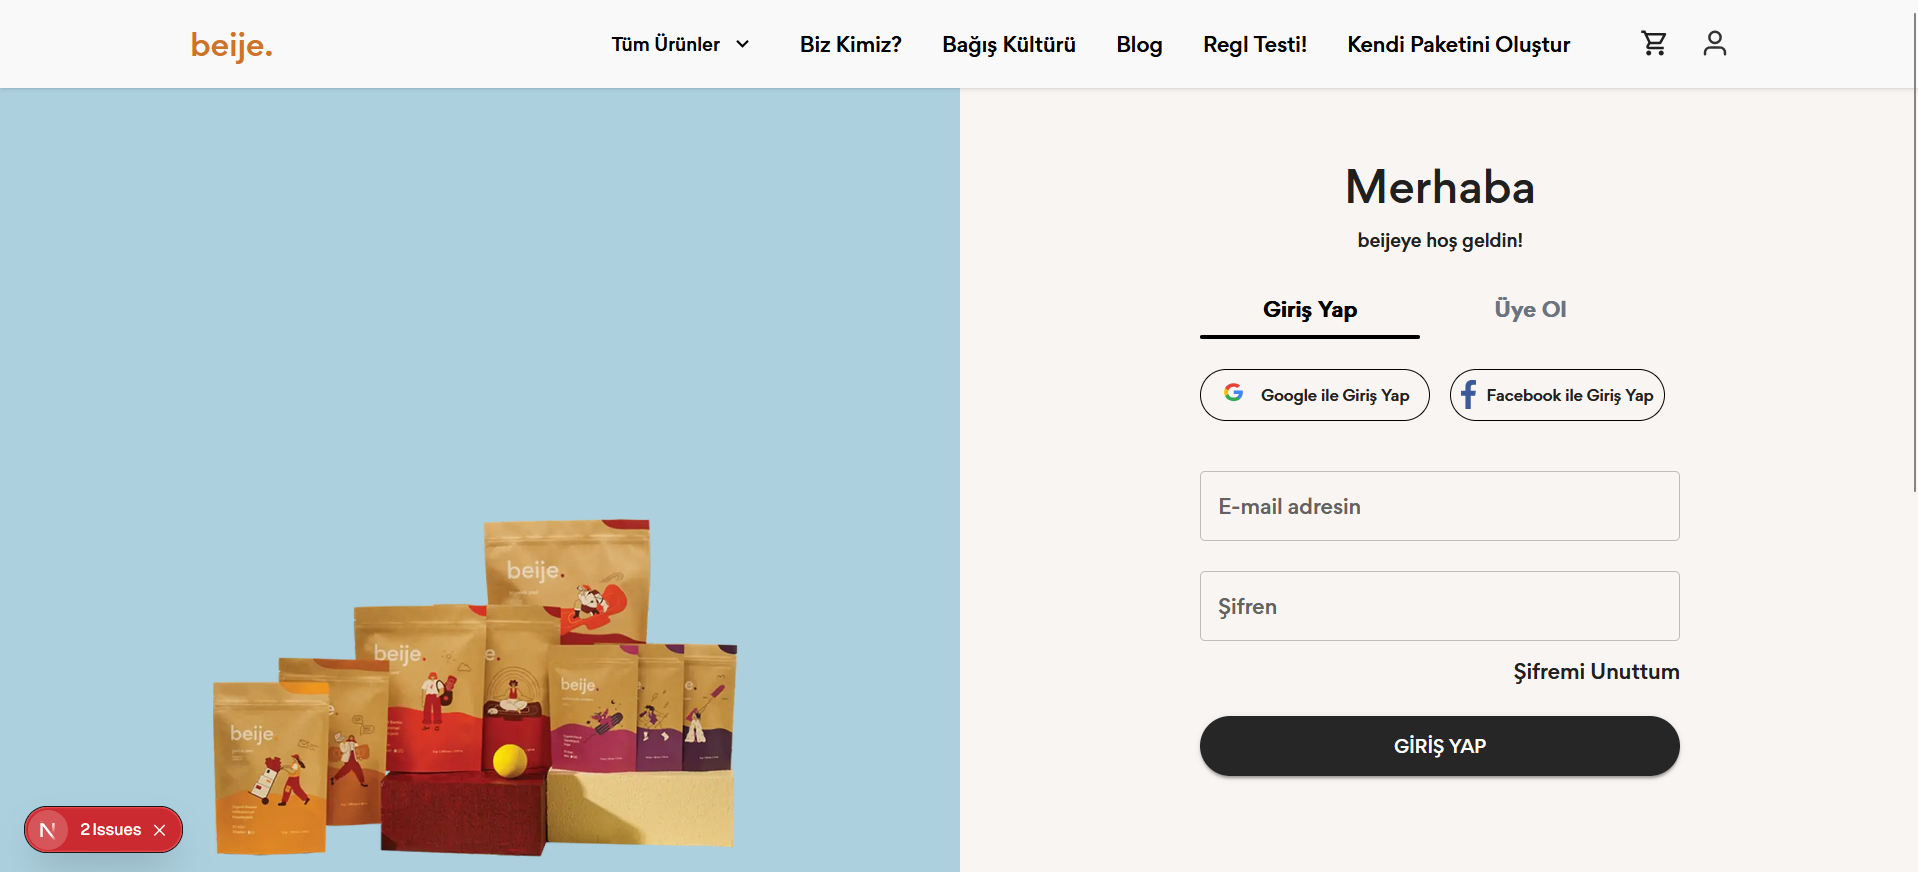 beije.
Tüm Ürünler
Biz Kimiz?
Bağış Kültürü
Blog
Regl Testi!
Kendi Paketini Oluştur
Merhaba
beijeye hoş geldin!
Giriş Yap
Üye Ol
Google ile Giriş Yap
Facebook ile Giriş Yap
E-mail adresin
Şifren
Şifremi Unuttum
GİRİŞ YAP
beije.
beije.
e.
beije.
e.
beije
e.
N
2 Issues